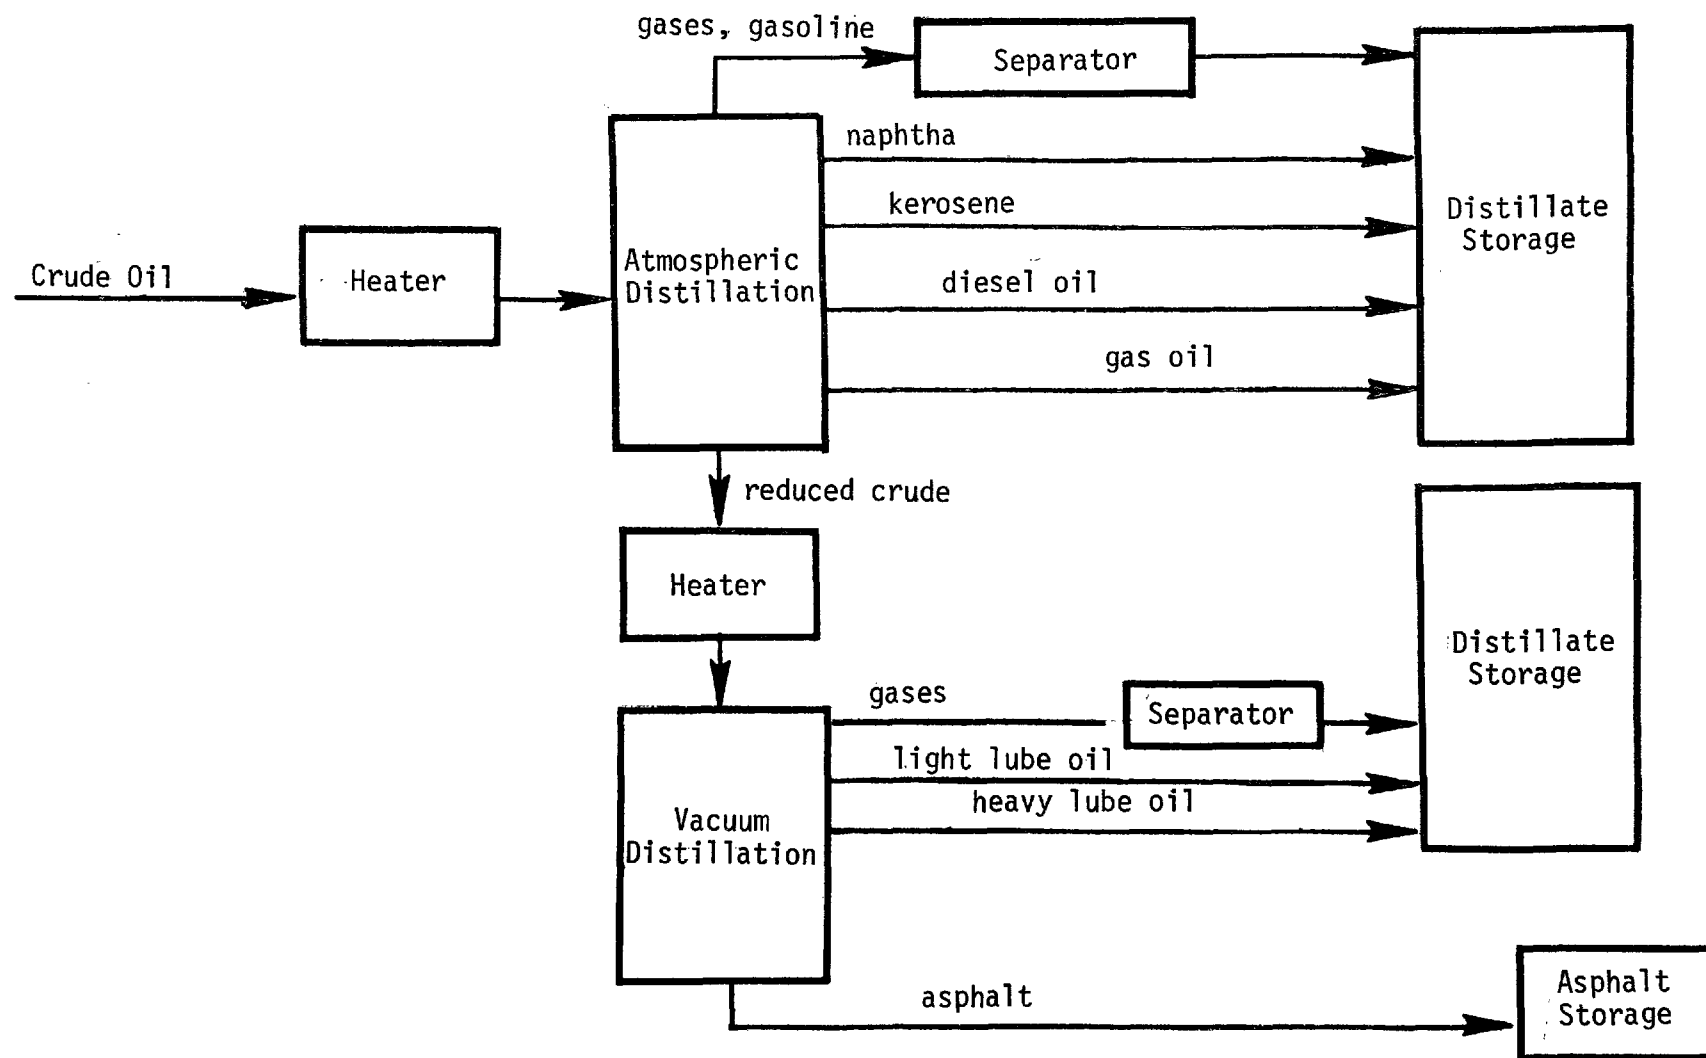 gases, gasoline
Separator
naphtha
kerosene
Distillate
Storage
Crude Oil
Heater
Atmospheric
Distillation
diesel oil
gas oil
reduced crude
Heater
Distillate
Storage
gases
Separator
light lube oil
heavy lube oil
Vacuum
Distillation
asphalt
Asphalt
Storage